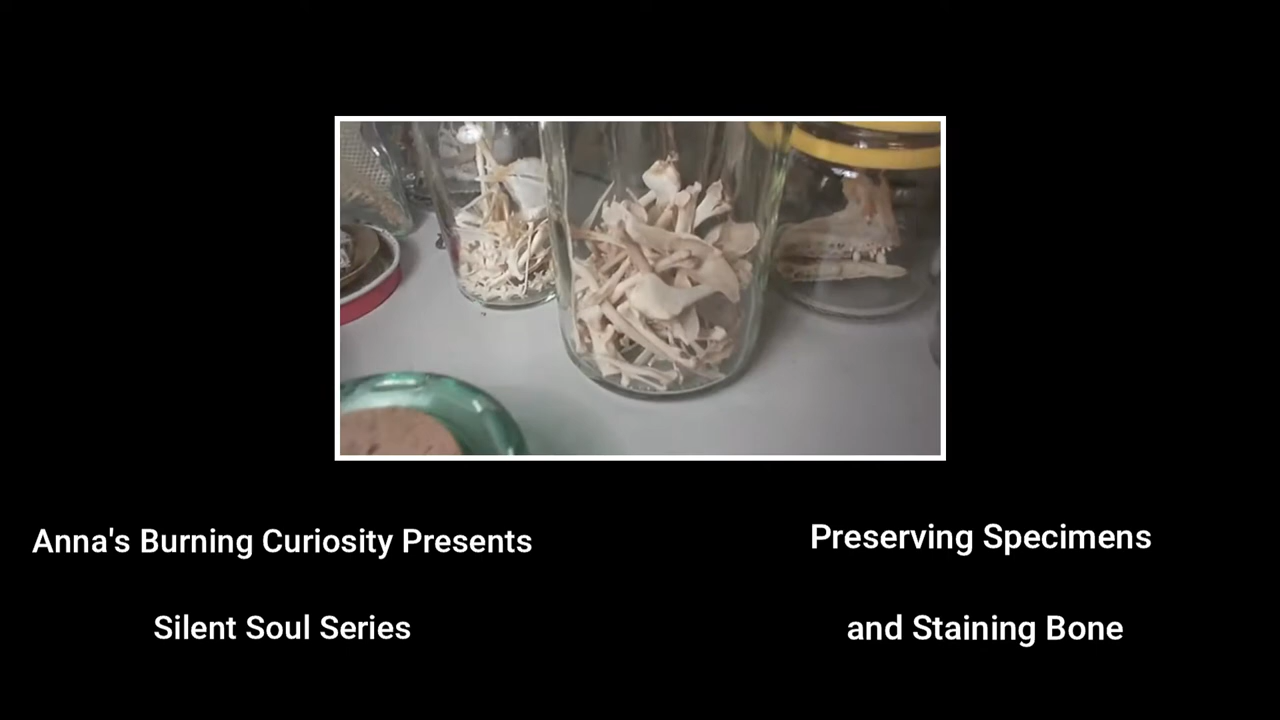 Anna's Burning Curiosity Presents
Silent Soul Series
Preserving Specimens
and Staining Bone